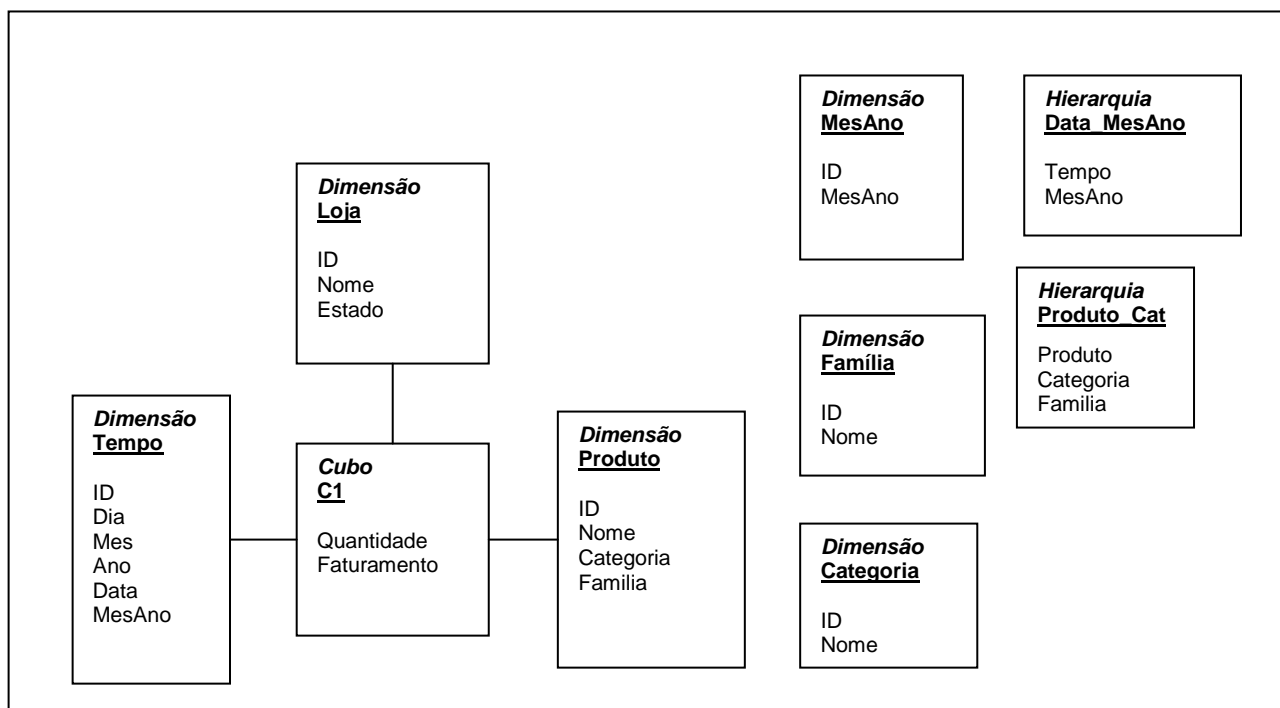 Dimensão
MesAno
ID
MesAno
Hierarquia
Data_MesAno
Tempo
MesAno
Dimensão
Loja
ID
Nome
Estado
Hierarquia
Produto_Cat
Produto
Categoria
Familia
Dimensão
Família
ID
Nome
Dimensão
Tempo
ID
Dia
Mes
Ano
Data
MesAno
Cubo
C1
Quantidade
Faturamento
Dimensão
Produto
ID
Nome
Categoria
Familia
Dimensão
Categoria
ID
Nome